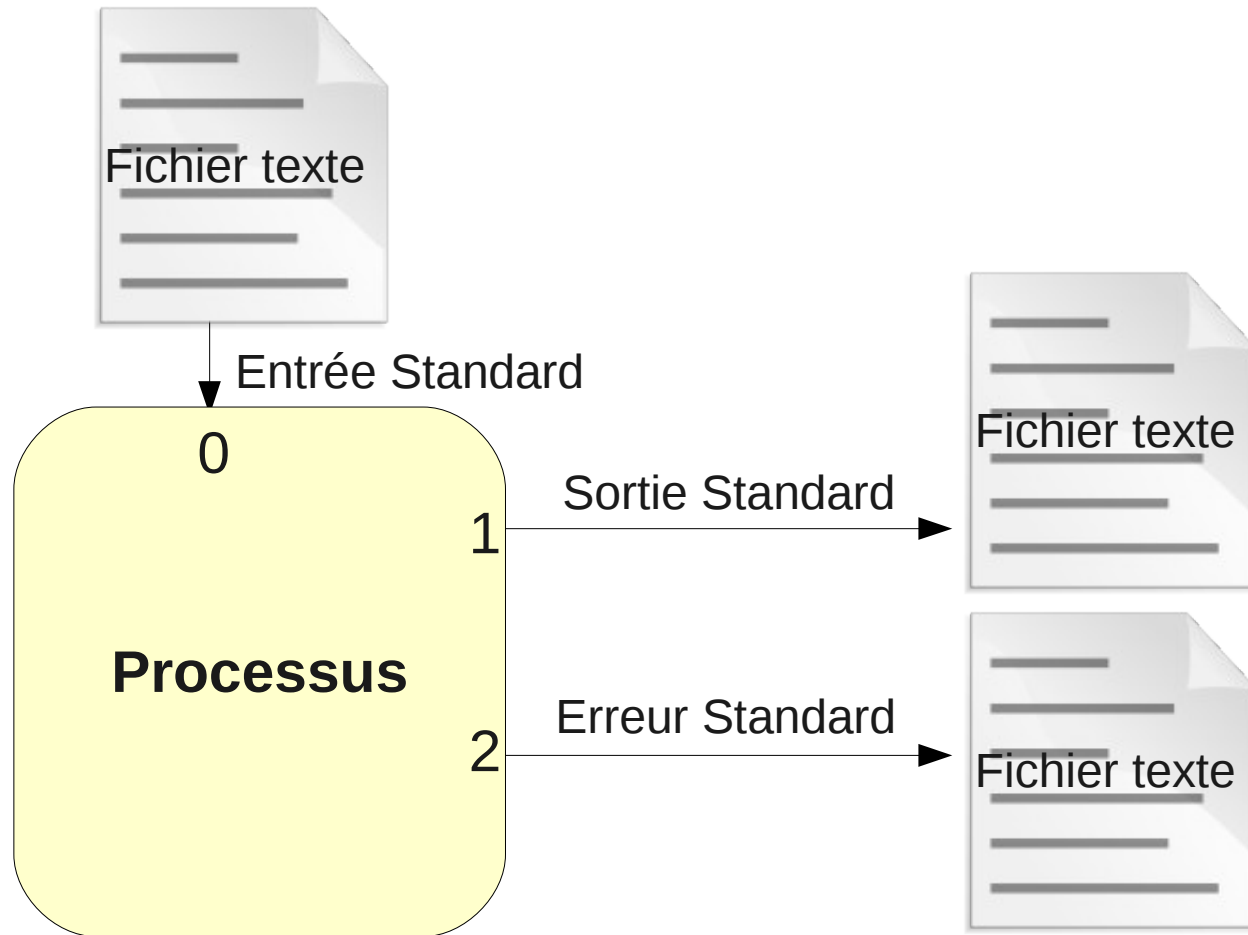 Fichier texte
Entrée Standard
0
Sortie Standard
Fichier texte
1
Processus
Erreur Standard
2
Fichier texte